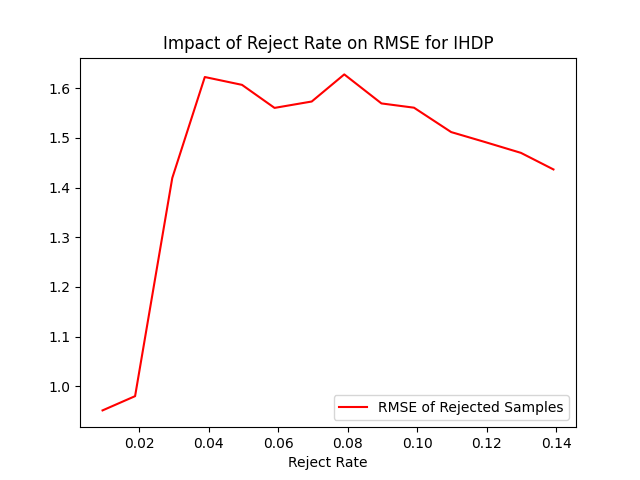 Impact of Reject Rate on RMSE for IHDP
1.6
1.5
1.4
1.3
1.2
1.1
1.0
RMSE of Rejected Samples
0.02 0.04 0.06 0.08 0.10 0.12 0.14
Reject Rate